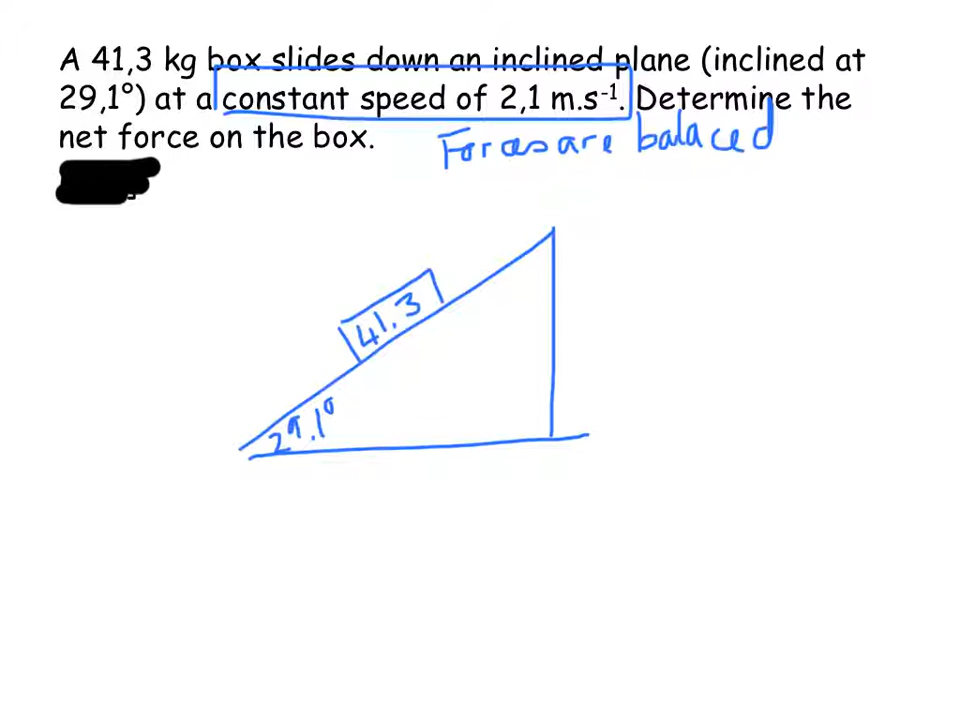 A 41,3 kg box slides down an inclined plane (inclined at
29,1°) at a constant speed of 2,1 m.s⁻¹. Determine the
net force on the box.
Forces are balaced
41.3
29.1°